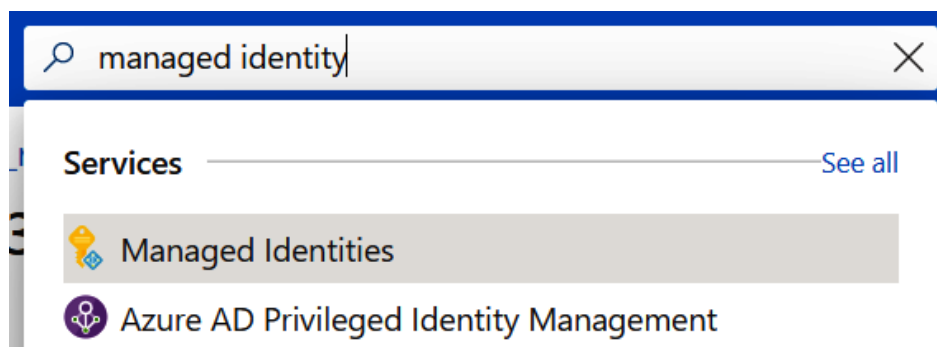 managed identity
Services See all
Managed Identities
Azure AD Privileged Identity Management